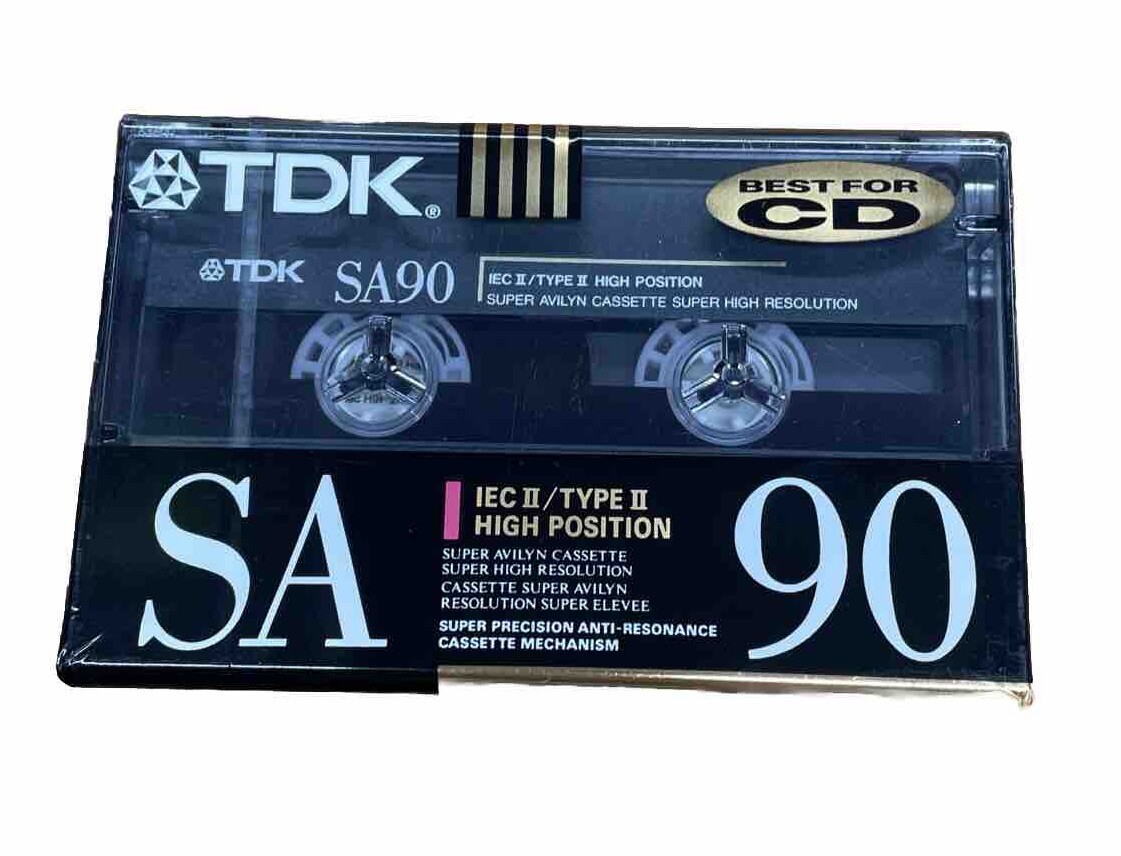 TDK®
BEST FOR
CD
TDK SA90
IEC II/TYPE II HIGH POSITION
SUPER AVILYN CASSETTE SUPER HIGH RESOLUTION
SA
IEC II/TYPE II
HIGH POSITION
SUPER AVILYN CASSETTE
SUPER HIGH RESOLUTION
CASSETTE SUPER AVILYN
RESOLUTION SUPER ELEVEE
SUPER PRECISION ANTI-RESONANCE
CASSETTE MECHANISM
90